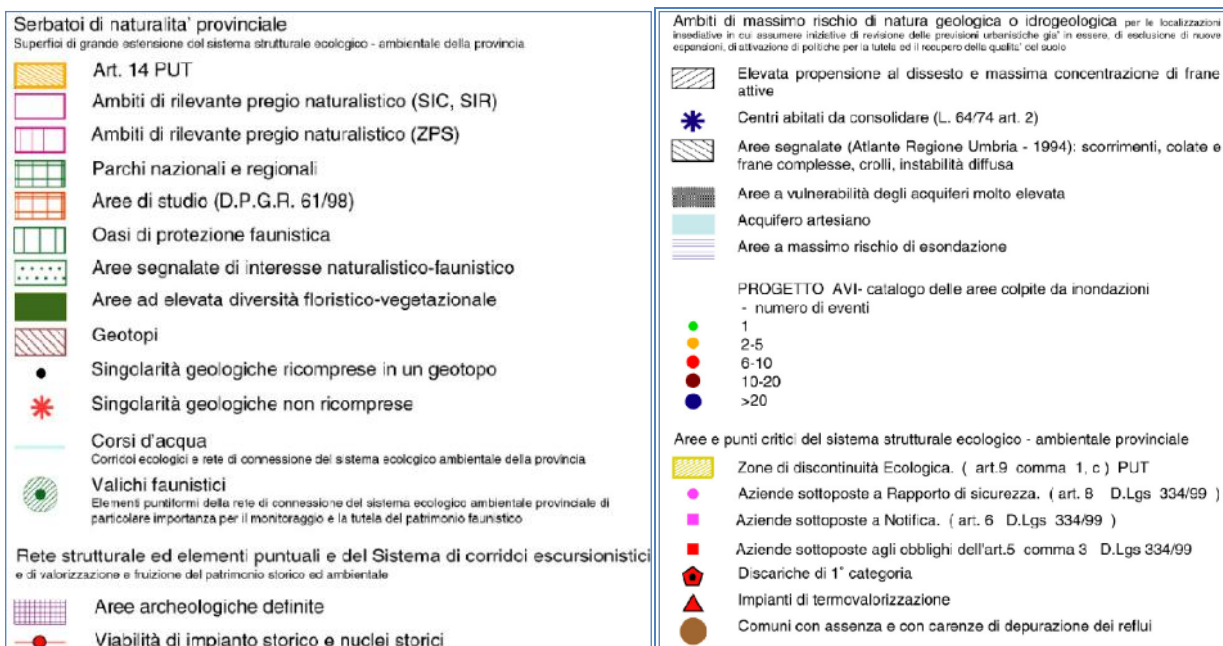 Serbatoi di naturalita' provinciale
Superfici di grande estensione del sistema strutturale ecologico - ambientale della provincia
Art. 14 PUT
Ambiti di rilevante pregio naturalistico (SIC, SIR)
Ambiti di rilevante pregio naturalistico (ZPS)
Parchi nazionali e regionali
Aree di studio (D.P.G.R. 61/98)
Oasi di protezione faunistica
Aree segnalate di interesse naturalistico-faunistico
Aree ad elevata diversità floristico-vegetazionale
Geotopi
Singolarità geologiche ricomprese in un geotopo
Singolarità geologiche non ricomprese
Corsi d'acqua
Corridoi ecologici e rete di connessione del sistema ecologico ambientale della provincia
Valichi faunistici
Elementi puntiformi della rete di connessione del sistema ecologico ambientale provinciale di
particolare importanza per il monitoraggio e la tutela del patrimonio faunistico
Rete strutturale ed elementi puntuali e del Sistema di corridoi escursionistici
e di valorizzazione e fruizione del patrimonio storico ed ambientale
Aree archeologiche definite
Viabilità di impianto storico e nuclei storici
Ambiti di massimo rischio di natura geologica o idrogeologica per le localizzazioni
insediative in cui assumere iniziative di revisione delle previsioni urbanistiche gia' in essere, di esclusione di nuove
espansioni, di attivazione di politiche per la tutela ed il recupero della qualita' del suolo
Elevata propensione al dissesto e massima concentrazione di frane
attive
Centri abitati da consolidare (L. 64/74 art. 2)
Aree segnalate (Atlante Regione Umbria - 1994): scorrimenti, colate e
frane complesse, crolli, instabilità diffusa
Aree a vulnerabilità degli acquiferi molto elevata
Acquifero artesiano
Aree a massimo rischio di esondazione
PROGETTO AVI- catalogo delle aree colpite da inondazioni
- numero di eventi
1
2-5
6-10
10-20
>20
Aree e punti critici del sistema strutturale ecologico - ambientale provinciale
Zone di discontinuità Ecologica. ( art.9 comma 1, c ) PUT
Aziende sottoposte a Rapporto di sicurezza. ( art. 8 D.Lgs 334/99 )
Aziende sottoposte a Notifica. ( art. 6 D.Lgs 334/99 )
Aziende sottoposte agli obblighi dell'art.5 comma 3 D.Lgs 334/99
Discariche di 1° categoria
Impianti di termovalorizzazione
Comuni con assenza e con carenze di depurazione dei reflui